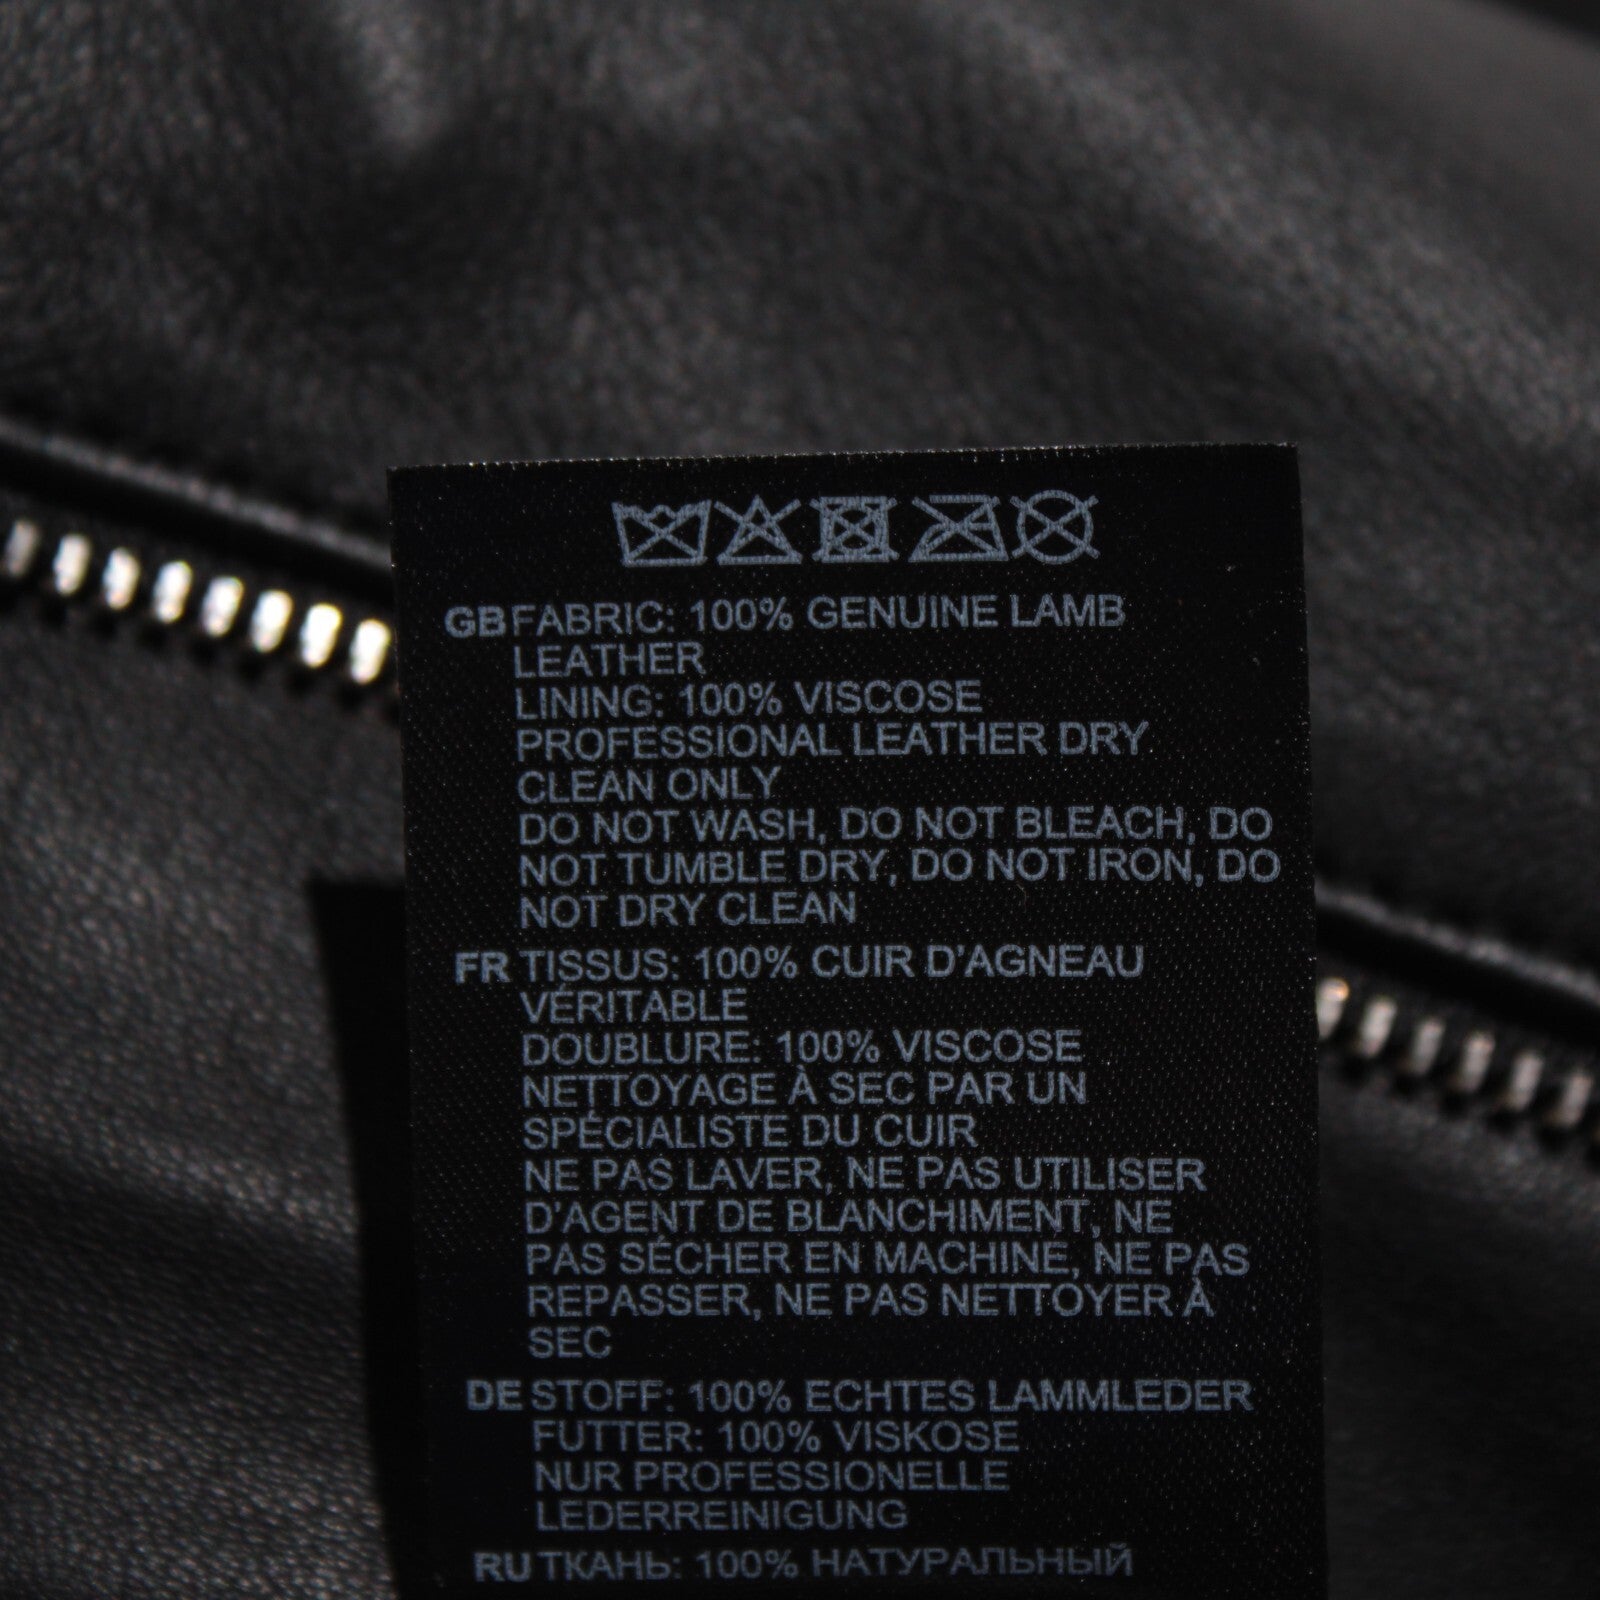 GB FABRIC: 100% GENUINE LAMB
LEATHER
LINING: 100% VISCOSE
PROFESSIONAL LEATHER DRY
CLEAN ONLY
DO NOT WASH, DO NOT BLEACH, DO
NOT TUMBLE DRY, DO NOT IRON, DO
NOT DRY CLEAN
FR TISSUS: 100% CUIR D'AGNEAU
VÉRITABLE
DOUBLURE: 100% VISCOSE
NETTOYAGE À SEC PAR UN
SPÉCIALISTE DU CUIR
NE PAS LAVER, NE PAS UTILISER
D'AGENT DE BLANCHIMENT, NE
PAS SÉCHER EN MACHINE, NE PAS
REPASSER, NE PAS NETTOYER À
SEC
DE STOFF: 100% ECHTES LAMMLEDER
FUTTER: 100% VISKOSE
NUR PROFESSIONELLE
LEDERREINIGUNG
RU ТКАНЬ: 100% НАТУРАЛЬНЫЙ